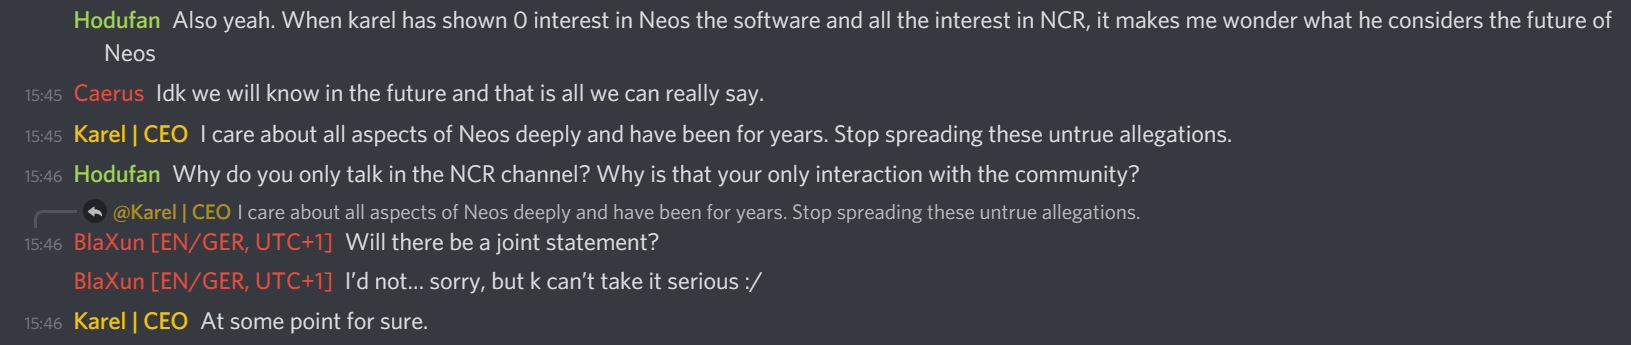 Hodufan Also yeah. When karel has shown 0 interest in Neos the software and all the interest in NCR, it makes me wonder what he considers the future of
Neos
15:45 Caerus Idk we will know in the future and that is all we can really say.
15:45 Karel | CEO I care about all aspects of Neos deeply and have been for years. Stop spreading these untrue allegations.
15:46 Hodufan Why do you only talk in the NCR channel? Why is that your only interaction with the community?
@Karel | CEO I care about all aspects of Neos deeply and have been for years. Stop spreading these untrue allegations.
15:46 BlaXun [EN/GER, UTC+1] Will there be a joint statement?
BlaXun [EN/GER, UTC+1] I'd not... sorry, but k can't take it serious :/
15:46 Karel | CEO At some point for sure.